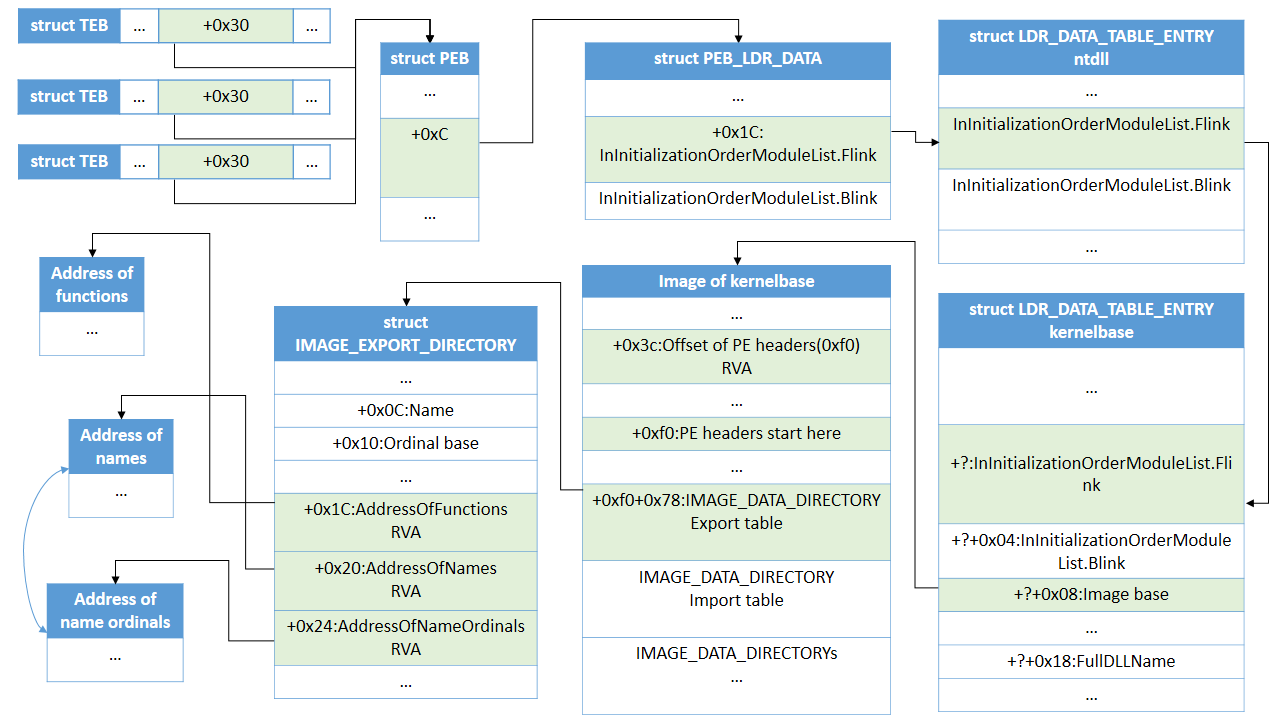 struct TEB
...
+0x30
...
struct TEB
...
+0x30
...
struct TEB
...
+0x30
...
struct PEB
...
+0xC
...
struct PEB_LDR_DATA
...
+0x1C:
InInitializationOrderModuleList.Flink
InInitializationOrderModuleList.Blink
struct LDR_DATA_TABLE_ENTRY
ntdll
...
InInitializationOrderModuleList.Flink
InInitializationOrderModuleList.Blink
...
Address of
functions
...
Address of
names
...
Address of
name ordinals
...
struct
IMAGE_EXPORT_DIRECTORY
...
+0x0C:Name
+0x10:Ordinal base
...
+0x1C:AddressOfFunctions
RVA
+0x20:AddressOfNames
RVA
+0x24:AddressOfNameOrdinals
RVA
...
Image of kernelbase
...
+0x3c:Offset of PE headers(0xf0)
RVA
...
+0xf0:PE headers start here
...
+0xf0+0x78:IMAGE_DATA_DIRECTORY
Export table
IMAGE_DATA_DIRECTORY
Import table
IMAGE_DATA_DIRECTORYs
...
struct LDR_DATA_TABLE_ENTRY
kernelbase
...
+?:InInitializationOrderModuleList.Fli
nk
+?+0x04:InInitializationOrderModule
List.Blink
+?+0x08:Image base
...
+?+0x18:FullDLLName
...